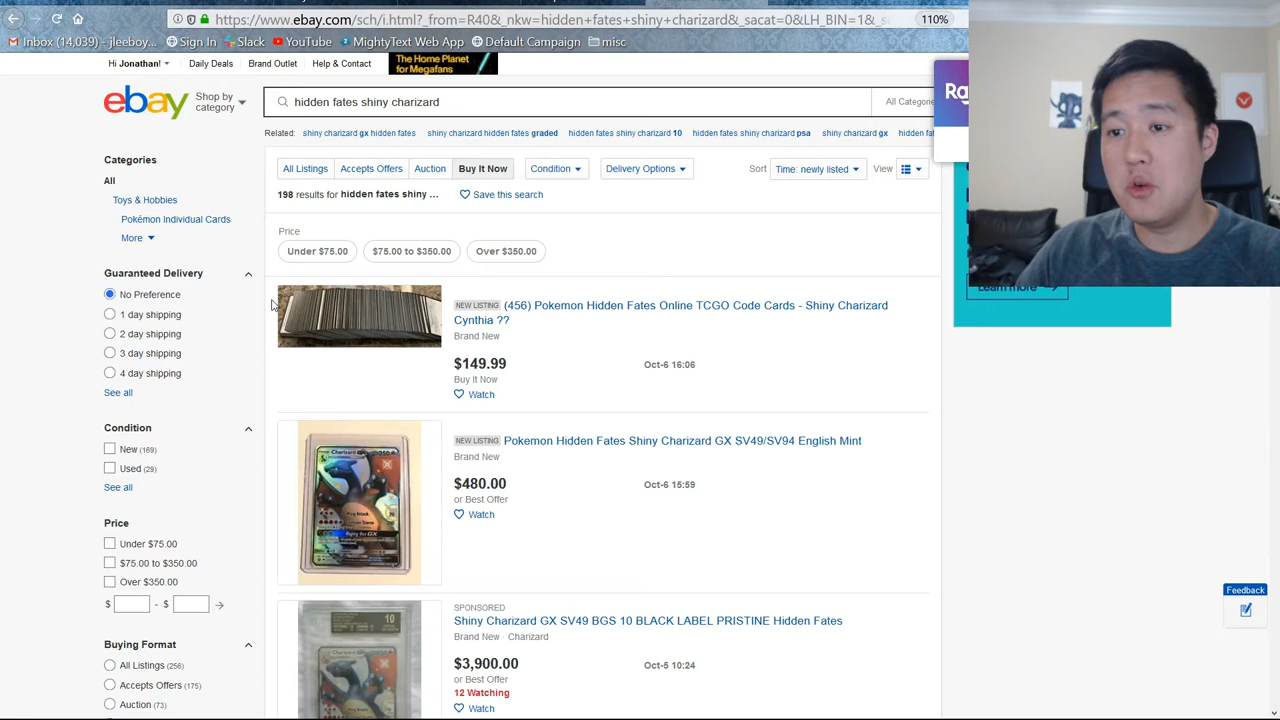 https://www.ebay.com/sch/i.html?_from=R40&_nkw=hidden+fates+shiny+charizard&_sacat=0&LH_BIN=1&_s
110%
Inbox (14,039) — jleeboy...
Sign In
Slack
YouTube
MightyText Web App
Default Campaign
misc
Hi Jonathan!
Daily Deals
Brand Outlet
Help & Contact
The Home Planet
for Megafans
ebay
Shop by
category
hidden fates shiny charizard
All Categ
Related:
shiny charizard gx hidden fates
shiny charizard hidden fates graded
hidden fates shiny charizard 10
hidden fates shiny charizard psa
shiny charizard gx
hidden fat
Categories
All
Toys & Hobbies
Pokémon Individual Cards
More
Guaranteed Delivery
No Preference
1 day shipping
2 day shipping
3 day shipping
4 day shipping
See all
Condition
New (169)
Used (29)
See all
Price
Under $75.00
$75.00 to $350.00
Over $350.00
$ - $
Buying Format
All Listings (256)
Accepts Offers (175)
Auction (73)
All Listings
Accepts Offers
Auction
Buy It Now
Condition
Delivery Options
Sort
Time: newly listed
View
198 results for hidden fates shiny ...
Save this search
Price
Under $75.00
$75.00 to $350.00
Over $350.00
NEW LISTING (456) Pokemon Hidden Fates Online TCGO Code Cards - Shiny Charizard
Cynthia ??
Brand New
$149.99
Oct-6 16:06
Buy It Now
Watch
NEW LISTING Pokemon Hidden Fates Shiny Charizard GX SV49/SV94 English Mint
Brand New
$480.00
Oct-6 15:59
or Best Offer
Watch
Charizard
SPONSORED
Shiny Charizard GX SV49 BGS 10 BLACK LABEL PRISTINE Hidden Fates
Brand New · Charizard
$3,900.00
Oct-5 10:24
or Best Offer
12 Watching
Watch
10
Ra
Learn more
Feedback